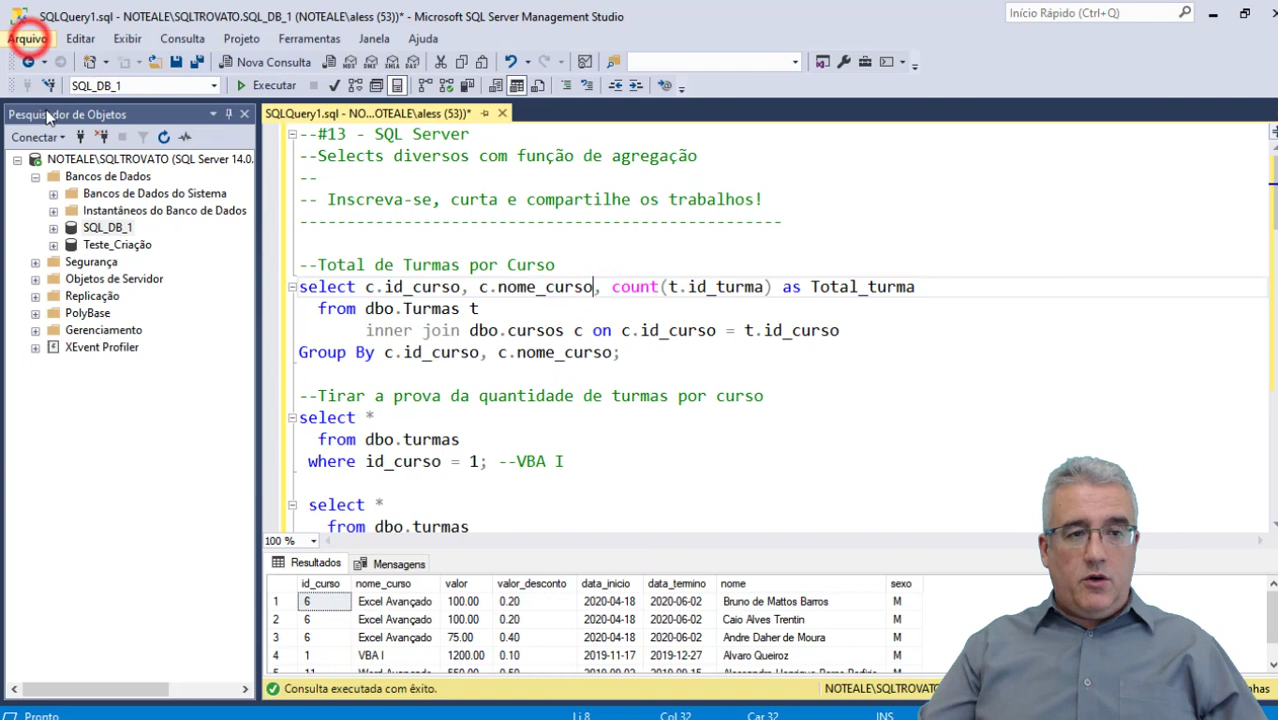 SQLQuery1.sql - NOTEALE\SQLTROVATO.SQL_DB_1 (NOTEALE\aless (53))* - Microsoft SQL Server Management Studio
Início Rápido (Ctrl+Q)
Arquivo Editar Exibir Consulta Projeto Ferramentas Janela Ajuda
Nova Consulta
SQL_DB_1
Executar
Pesquisador de Objetos
SQLQuery1.sql - NO...OTEALE\aless (53))*
Conectar
NOTEALE\SQLTROVATO (SQL Server 14.0.
Bancos de Dados
Bancos de Dados do Sistema
Instantâneos do Banco de Dados
SQL_DB_1
Teste_Criação
Segurança
Objetos de Servidor
Replicação
PolyBase
Gerenciamento
XEvent Profiler
--#13 - SQL Server
--Selects diversos com função de agregação
--
-- Inscreva-se, curta e compartilhe os trabalhos!
---------------------------------------------------
--Total de Turmas por Curso
select c.id_curso, c.nome_curso, count(t.id_turma) as Total_turma
from dbo.Turmas t
inner join dbo.cursos c on c.id_curso = t.id_curso
Group By c.id_curso, c.nome_curso;
--Tirar a prova da quantidade de turmas por curso
select *
from dbo.turmas
where id_curso = 1; --VBA I
select *
from dbo.turmas
100 %
Resultados Mensagens
id_curso nome_curso valor valor_desconto data_inicio data_termino nome sexo
1 6 Excel Avançado 100.00 0.20 2020-04-18 2020-06-02 Bruno de Mattos Barros M
2 6 Excel Avançado 100.00 0.20 2020-04-18 2020-06-02 Caio Alves Trentin M
3 6 Excel Avançado 75.00 0.40 2020-04-18 2020-06-02 Andre Daher de Moura M
4 1 VBA I 1200.00 0.10 2019-11-17 2019-12-27 Alvaro Queiroz M
Consulta executada com êxito.
NOTEALE\SQLTROVATO
Pronto
Li 8 Col 32 Car 32 INS